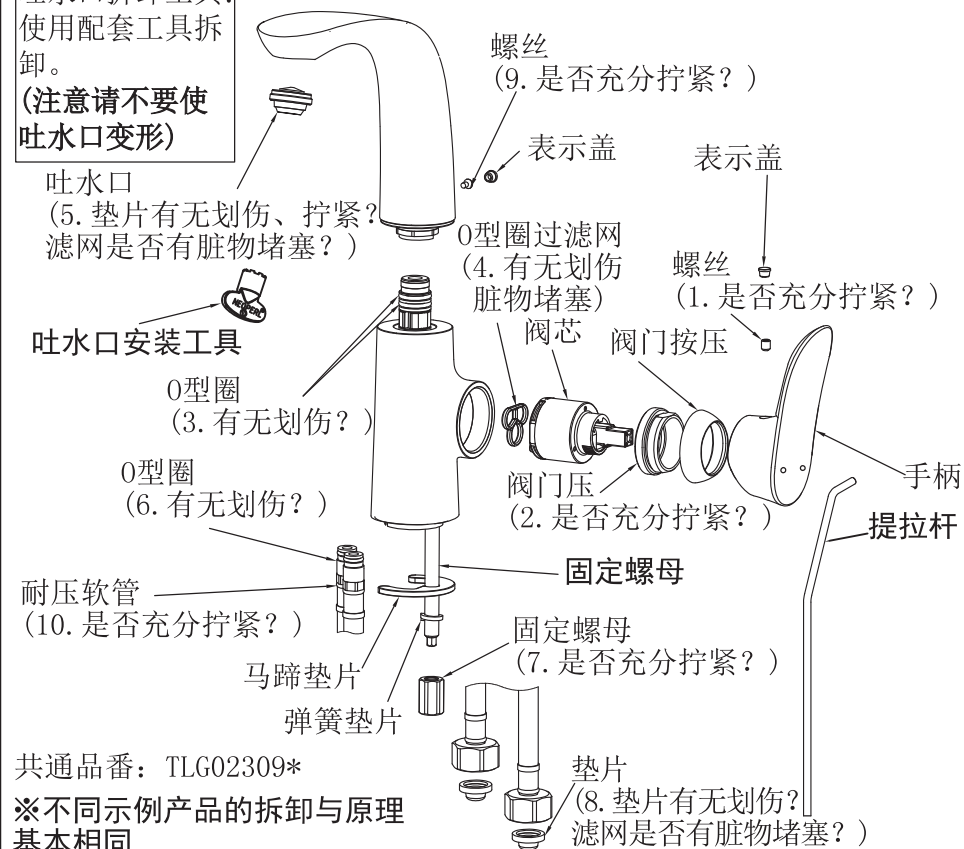 使用配套工具拆
卸。
(注意请不要使
吐水口变形)
螺丝
(9.是否充分拧紧？)
表示盖
表示盖
吐水口
(5.垫片有无划伤、拧紧？
滤网是否有脏物堵塞？)
O型圈过滤网
(4.有无划伤
脏物堵塞)
阀芯
螺丝
(1.是否充分拧紧？)
NEOPERL
吐水口安装工具
阀门按压
O型圈
(3.有无划伤？)
O型圈
(6.有无划伤？)
阀门压
(2.是否充分拧紧？)
手柄
提拉杆
固定螺母
耐压软管
(10.是否充分拧紧？)
固定螺母
(7.是否充分拧紧？)
马蹄垫片
弹簧垫片
共通品番：TLG02309*
※不同示例产品的拆卸与原理
基本相同
垫片
(8.垫片有无划伤？
滤网是否有脏物堵塞？)